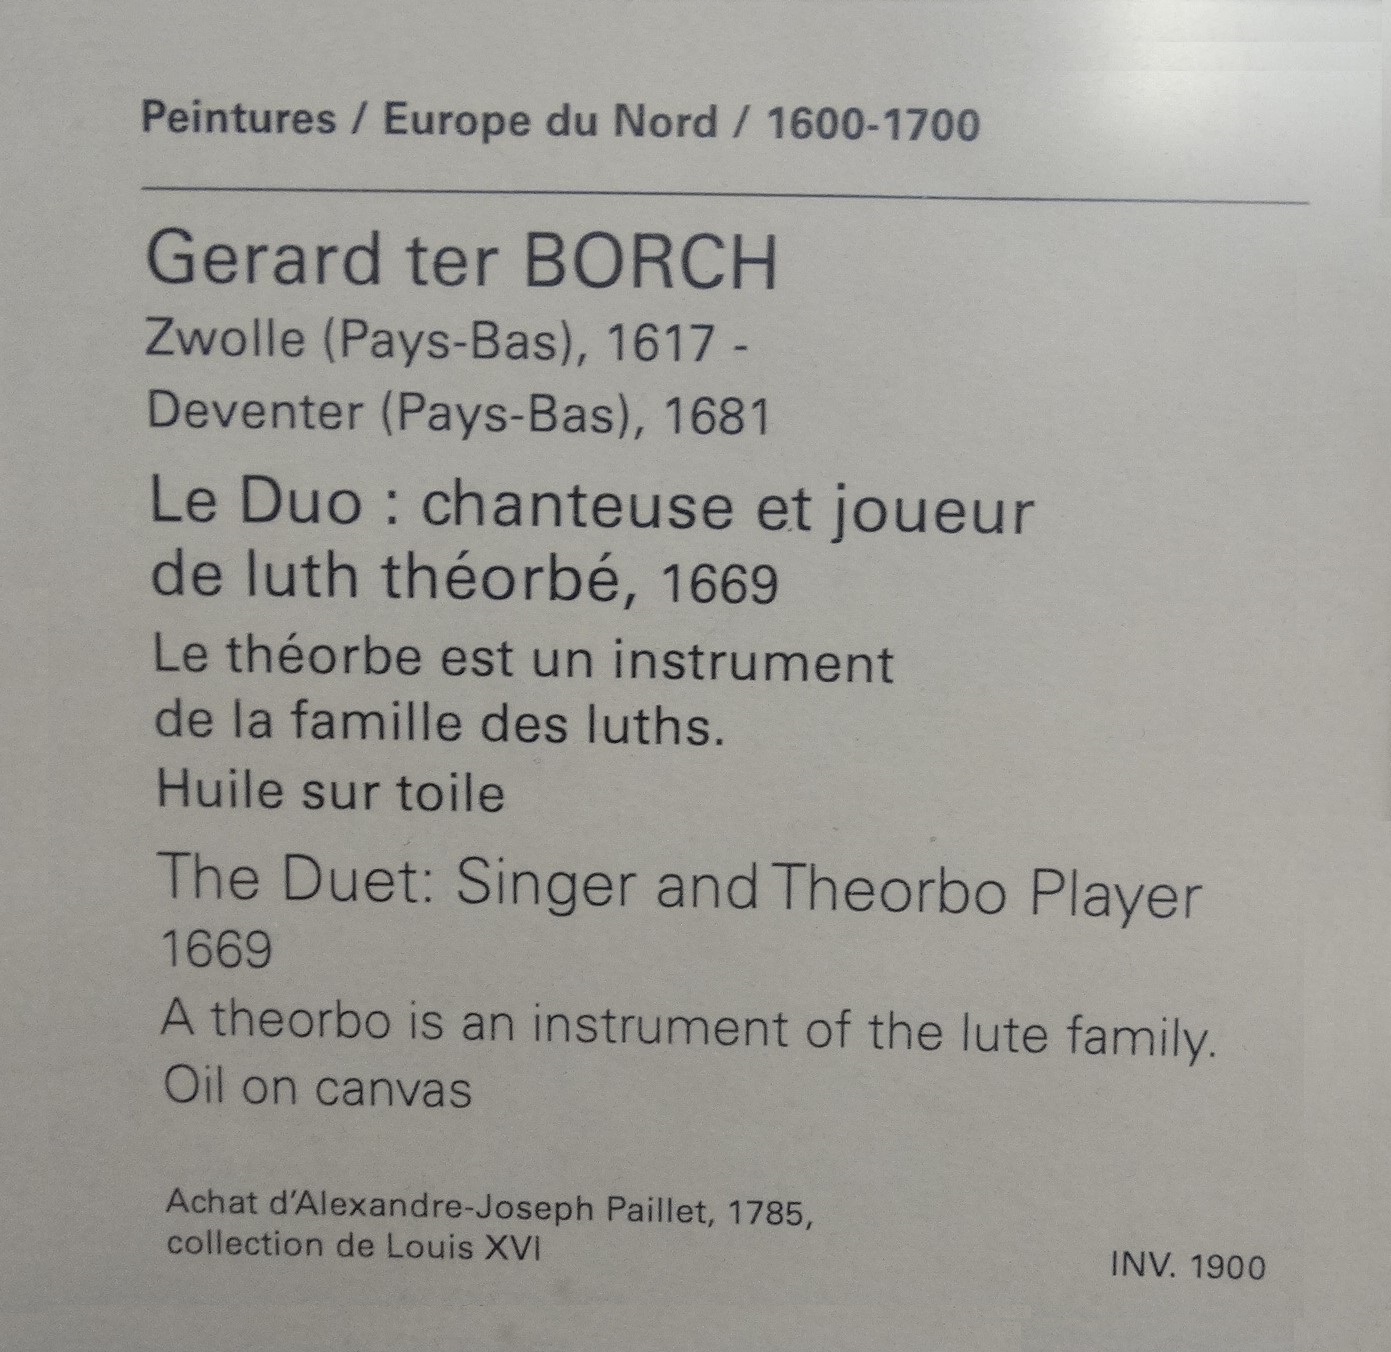 Peintures / Europe du Nord / 1600-1700
Gerard ter BORCH
Zwolle (Pays-Bas), 1617 -
Deventer (Pays-Bas), 1681
Le Duo : chanteuse et joueur
de luth théorbé, 1669
Le théorbe est un instrument
de la famille des luths.
Huile sur toile
The Duet: Singer and Theorbo Player
1669
A theorbo is an instrument of the lute family.
Oil on canvas
Achat d'Alexandre-Joseph Paillet, 1785,
collection de Louis XVI
INV. 1900